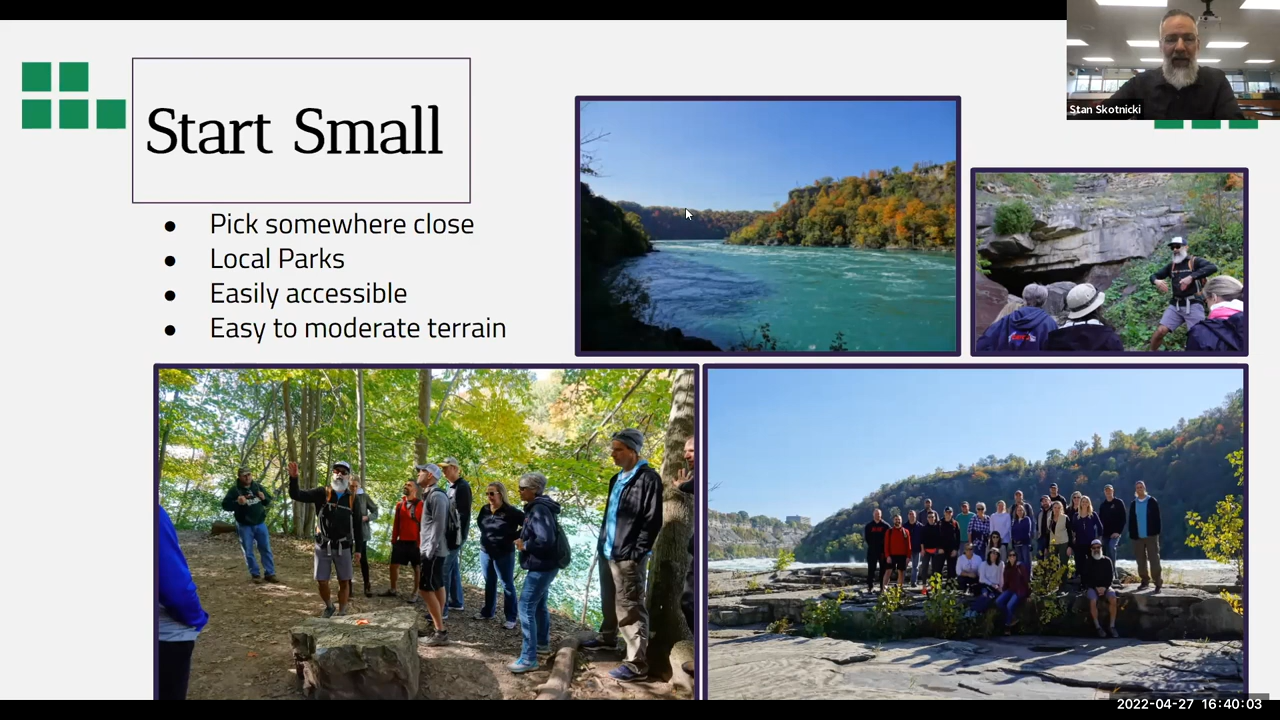 Start Small
Pick somewhere close
Local Parks
Easily accessible
Easy to moderate terrain
Stan Skotnicki
2022-04-27 16:40:03